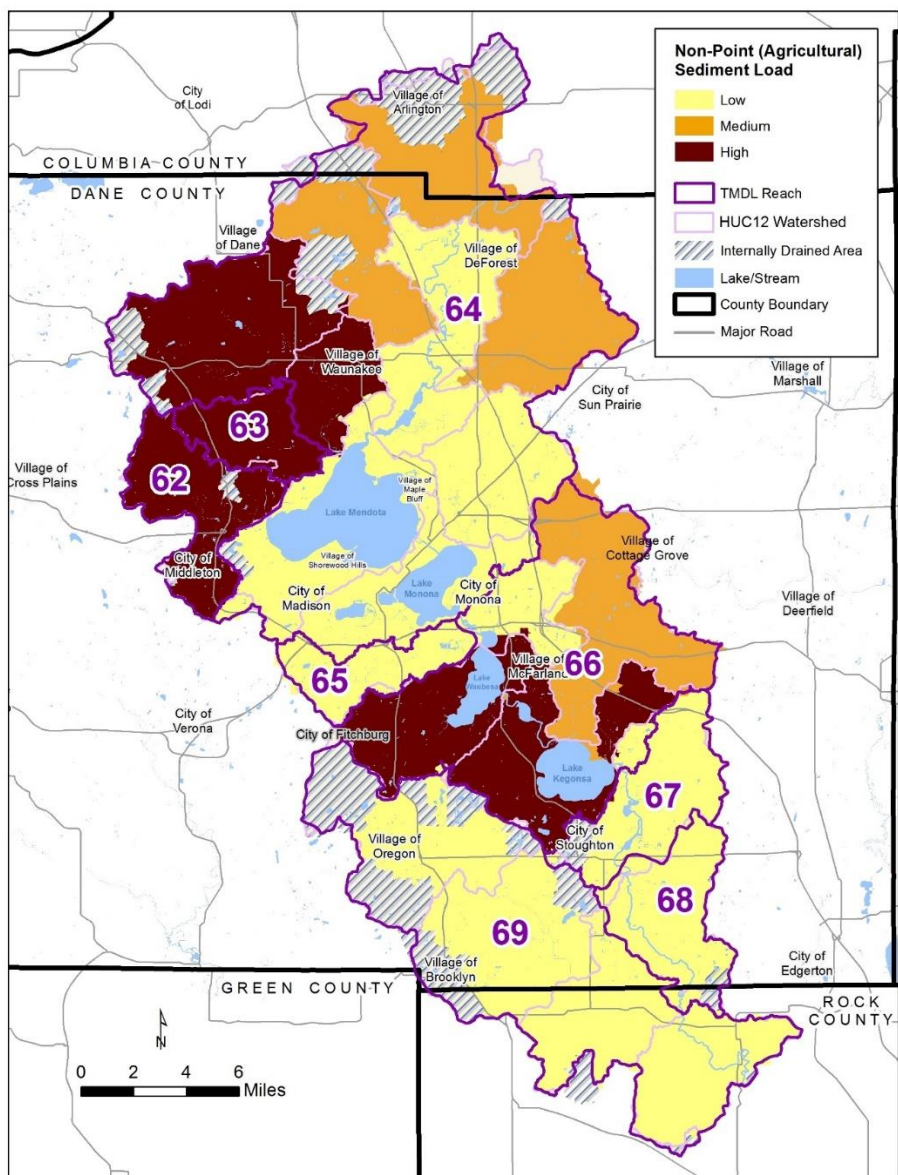 Non-Point (Agricultural)
Sediment Load
Low
Medium
High
TMDL Reach
HUC12 Watershed
Internally Drained Area
Lake/Stream
County Boundary
Major Road
City
of Lodi
Village of
Arlington
COLUMBIA COUNTY
DANE COUNTY
Village
of Dane
Village of
DeForest
64
Village of
Waunakee
Village of
Marshall
City of
Sun Prairie
63
62
Village of
Cross Plains
Village of
Maple
Bluff
Lake Mendota
Village of
Shorewood Hills
Village of
Cottage Grove
City of
Middleton
Lake
Monona
City of
Monona
City of
Madison
Village of
Deerfield
66
Village of
McFarland
65
Lake
Waubesa
City of
Verona
City of Fitchburg
Lake
Kegonsa
67
City of
Stoughton
Village of
Oregon
68
69
City of
Edgerton
Village of
Brooklyn
GREEN COUNTY
ROCK
COUNTY
N
0 2 4 6
Miles